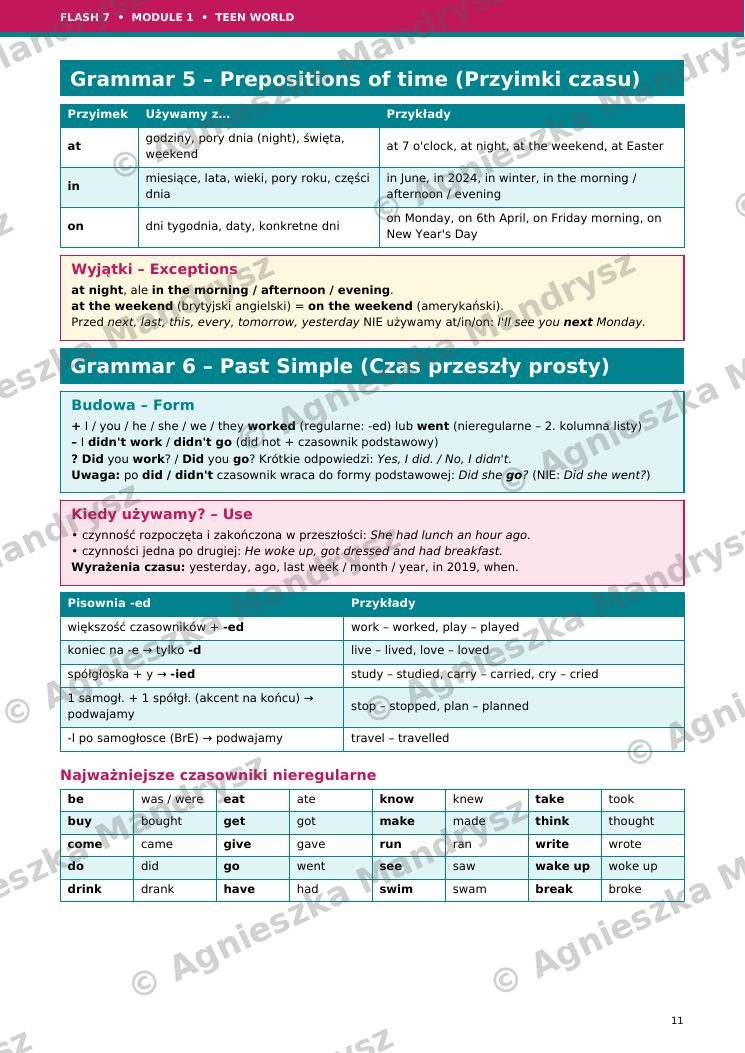 FLASH 7 • MODULE 1 • TEEN WORLD
Grammar 5 – Prepositions of time (Przyimki czasu)
Przyimek Używamy z... Przykłady
at godziny, pory dnia (night), święta, weekend at 7 o'clock, at night, at the weekend, at Easter
in miesiące, lata, wieki, pory roku, części dnia in June, in 2024, in winter, in the morning / afternoon / evening
on dni tygodnia, daty, konkretne dni on Monday, on 6th April, on Friday morning, on New Year's Day
Wyjątki – Exceptions
at night, ale in the morning / afternoon / evening.
at the weekend (brytyjski angielski) = on the weekend (amerykański).
Przed next, last, this, every, tomorrow, yesterday NIE używamy at/in/on: I'll see you next Monday.
Grammar 6 – Past Simple (Czas przeszły prosty)
Budowa – Form
+ I / you / he / she / we / they worked (regularne: -ed) lub went (nieregularne – 2. kolumna listy)
– I didn't work / didn't go (did not + czasownik podstawowy)
? Did you work? / Did you go? Krótkie odpowiedzi: Yes, I did. / No, I didn't.
Uwaga: po did / didn't czasownik wraca do formy podstawowej: Did she go? (NIE: Did she went?)
Kiedy używamy? – Use
• czynność rozpoczęta i zakończona w przeszłości: She had lunch an hour ago.
• czynności jedna po drugiej: He woke up, got dressed and had breakfast.
Wyrażenia czasu: yesterday, ago, last week / month / year, in 2019, when.
Pisownia -ed Przykłady
większość czasowników + -ed work – worked, play – played
koniec na -e → tylko -d live – lived, love – loved
spółgłoska + y → -ied study – studied, carry – carried, cry – cried
1 samogł. + 1 spółgł. (akcent na końcu) → podwajamy stop – stopped, plan – planned
-l po samogłosce (BrE) → podwajamy travel – travelled
Najważniejsze czasowniki nieregularne
be was / were eat ate know knew take took
buy bought get got make made think thought
come came give gave run ran write wrote
do did go went see saw wake up woke up
drink drank have had swim swam break broke
11
© Agnieszka Mandrysz